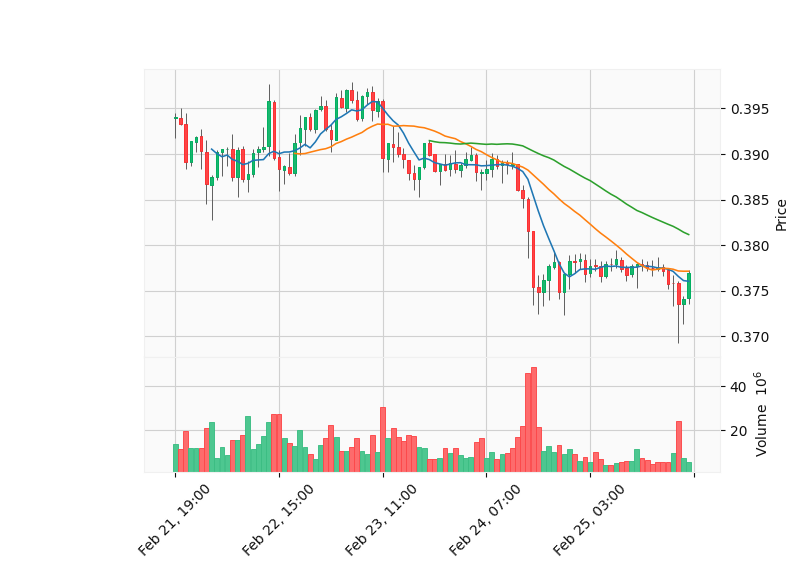 0.395
0.390
0.385
0.380
0.375
0.370
Price
40
20
Volume 10^6
Feb 21, 19:00
Feb 22, 15:00
Feb 23, 11:00
Feb 24, 07:00
Feb 25, 03:00